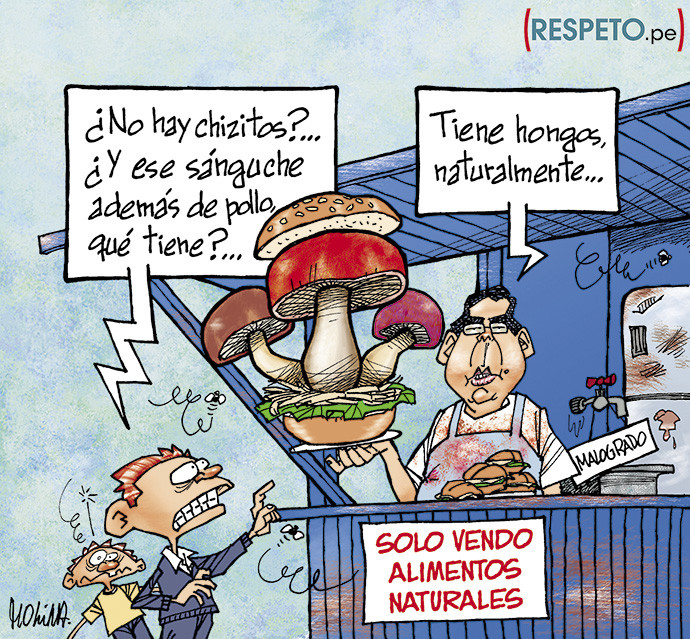 (RESPETO.pe)
¿No hay chizitos?...
¿Y ese sánguche
además de pollo,
qué tiene?...
Tiene hongos,
naturalmente...
MALOGRADO
SOLO VENDO
ALIMENTOS
NATURALES
MOLINA.